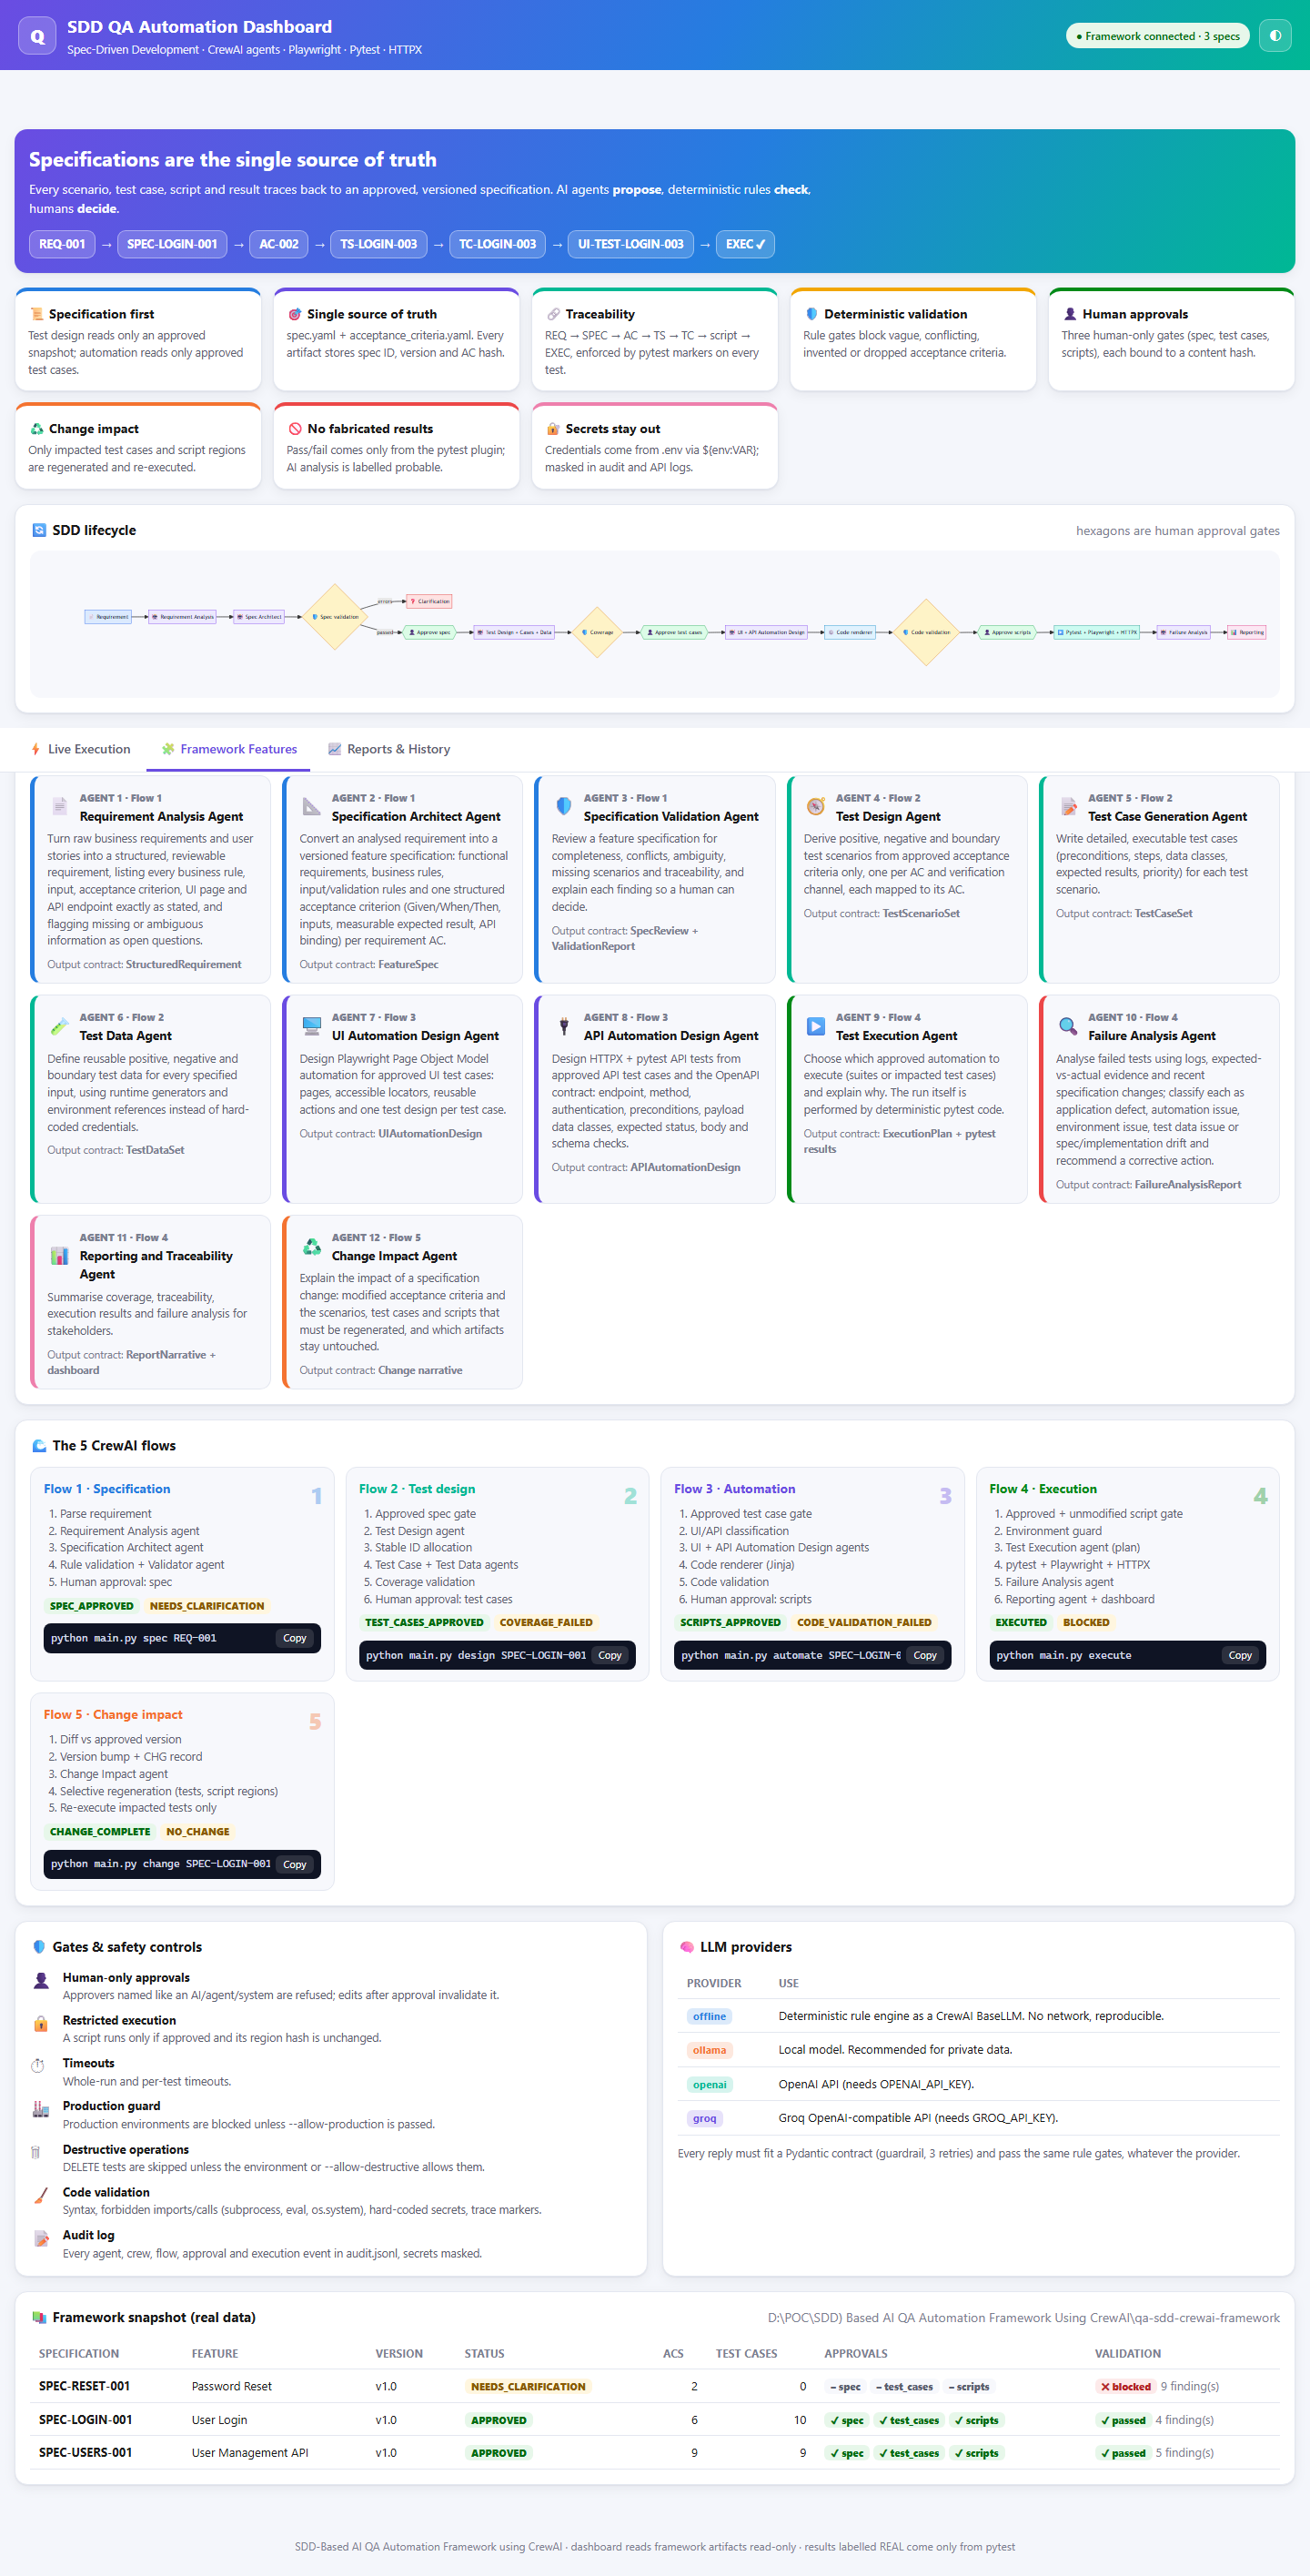 Q
SDD QA Automation Dashboard
Spec-Driven Development · CrewAI agents · Playwright · Pytest · HTTPX
● Framework connected · 3 specs
Specifications are the single source of truth
Every scenario, test case, script and result traces back to an approved, versioned specification. AI agents propose, deterministic rules check,
humans decide.
REQ-001 → SPEC-LOGIN-001 → AC-002 → TS-LOGIN-003 → TC-LOGIN-003 → UI-TEST-LOGIN-003 → EXEC ✓
Specification first
Test design reads only an approved
snapshot; automation reads only approved
test cases.
Single source of truth
spec.yaml + acceptance_criteria.yaml. Every
artifact stores spec ID, version and AC hash.
Traceability
REQ → SPEC → AC → TS → TC → script →
EXEC, enforced by pytest markers on every
test.
Deterministic validation
Rule gates block vague, conflicting,
invented or dropped acceptance criteria.
Human approvals
Three human-only gates (spec, test cases,
scripts), each bound to a content hash.
Change impact
Only impacted test cases and script regions
are regenerated and re-executed.
No fabricated results
Pass/fail comes only from the pytest plugin;
AI analysis is labelled probable.
Secrets stay out
Credentials come from .env via ${env:VAR};
masked in audit and API logs.
SDD lifecycle
hexagons are human approval gates
Requirement
Requirement Analysis
Spec Architect
Spec validation
errors
Clarification
passed
Approve spec
Test Design + Cases + Data
Coverage
Approve test cases
UI + API Automation Design
Code renderer
Code validation
Approve scripts
Pytest + Playwright + HTTPX
Failure Analysis
Reporting
Live Execution
Framework Features
Reports & History
AGENT 1 · Flow 1
Requirement Analysis Agent
Turn raw business requirements and user
stories into a structured, reviewable
requirement, listing every business rule,
input, acceptance criterion, UI page and
API endpoint exactly as stated, and
flagging missing or ambiguous
information as open questions.
Output contract: StructuredRequirement
AGENT 2 · Flow 1
Specification Architect Agent
Convert an analysed requirement into a
versioned feature specification: functional
requirements, business rules,
input/validation rules and one structured
acceptance criterion (Given/When/Then,
inputs, measurable expected result, API
binding) per requirement AC.
Output contract: FeatureSpec
AGENT 3 · Flow 1
Specification Validation Agent
Review a feature specification for
completeness, conflicts, ambiguity,
missing scenarios and traceability, and
explain each finding so a human can
decide.
Output contract: SpecReview +
ValidationReport
AGENT 4 · Flow 2
Test Design Agent
Derive positive, negative and boundary
test scenarios from approved acceptance
criteria only, one per AC and verification
channel, each mapped to its AC.
Output contract: TestScenarioSet
AGENT 5 · Flow 2
Test Case Generation Agent
Write detailed, executable test cases
(preconditions, steps, data classes,
expected results, priority) for each test
scenario.
Output contract: TestCaseSet
AGENT 6 · Flow 2
Test Data Agent
Define reusable positive, negative and
boundary test data for every specified
input, using runtime generators and
environment references instead of hard-
coded credentials.
Output contract: TestDataSet
AGENT 7 · Flow 3
UI Automation Design Agent
Design Playwright Page Object Model
automation for approved UI test cases:
pages, accessible locators, reusable
actions and one test design per test case.
Output contract: UIAutomationDesign
AGENT 8 · Flow 3
API Automation Design Agent
Design HTTPX + pytest API tests from
approved API test cases and the OpenAPI
contract: endpoint, method,
authentication, preconditions, payload
data classes, expected status, body and
schema checks.
Output contract: APIAutomationDesign
AGENT 9 · Flow 4
Test Execution Agent
Choose which approved automation to
execute (suites or impacted test cases)
and explain why. The run itself is
performed by deterministic pytest code.
Output contract: ExecutionPlan + pytest
results
AGENT 10 · Flow 4
Failure Analysis Agent
Analyse failed tests using logs, expected-
vs-actual evidence and recent
specification changes; classify each as
application defect, automation issue,
environment issue, test data issue or
spec/implementation drift and
recommend a corrective action.
Output contract: FailureAnalysisReport
AGENT 11 · Flow 4
Reporting and Traceability
Agent
Summarise coverage, traceability,
execution results and failure analysis for
stakeholders.
Output contract: ReportNarrative +
dashboard
AGENT 12 · Flow 5
Change Impact Agent
Explain the impact of a specification
change: modified acceptance criteria and
the scenarios, test cases and scripts that
must be regenerated, and which artifacts
stay untouched.
Output contract: Change narrative
The 5 CrewAI flows
Flow 1 · Specification
1
1. Parse requirement
2. Requirement Analysis agent
3. Specification Architect agent
4. Rule validation + Validator agent
5. Human approval: spec
SPEC_APPROVED NEEDS_CLARIFICATION
python main.py spec REQ-001 Copy
Flow 2 · Test design
2
1. Approved spec gate
2. Test Design agent
3. Stable ID allocation
4. Test Case + Test Data agents
5. Coverage validation
6. Human approval: test cases
TEST_CASES_APPROVED COVERAGE_FAILED
python main.py design SPEC-LOGIN-001 Copy
Flow 3 · Automation
3
1. Approved test case gate
2. UI/API classification
3. UI + API Automation Design agents
4. Code renderer (Jinja)
5. Code validation
6. Human approval: scripts
SCRIPTS_APPROVED CODE_VALIDATION_FAILED
python main.py automate SPEC-LOGIN-0 Copy
Flow 4 · Execution
4
1. Approved + unmodified script gate
2. Environment guard
3. Test Execution agent (plan)
4. pytest + Playwright + HTTPX
5. Failure Analysis agent
6. Reporting agent + dashboard
EXECUTED BLOCKED
python main.py execute Copy
Flow 5 · Change impact
5
1. Diff vs approved version
2. Version bump + CHG record
3. Change Impact agent
4. Selective regeneration (tests, script regions)
5. Re-execute impacted tests only
CHANGE_COMPLETE NO_CHANGE
python main.py change SPEC-LOGIN-001 Copy
Gates & safety controls
Human-only approvals
Approvers named like an AI/agent/system are refused; edits after approval invalidate it.
Restricted execution
A script runs only if approved and its region hash is unchanged.
Timeouts
Whole-run and per-test timeouts.
Production guard
Production environments are blocked unless --allow-production is passed.
Destructive operations
DELETE tests are skipped unless the environment or --allow-destructive allows them.
Code validation
Syntax, forbidden imports/calls (subprocess, eval, os.system), hard-coded secrets, trace markers.
Audit log
Every agent, crew, flow, approval and execution event in audit.jsonl, secrets masked.
LLM providers
PROVIDER USE
offline Deterministic rule engine as a CrewAI BaseLLM. No network, reproducible.
ollama Local model. Recommended for private data.
openai OpenAI API (needs OPENAI_API_KEY).
groq Groq OpenAI-compatible API (needs GROQ_API_KEY).
Every reply must fit a Pydantic contract (guardrail, 3 retries) and pass the same rule gates, whatever the provider.
Framework snapshot (real data)
D:\POC\SDD) Based AI QA Automation Framework Using CrewAI\qa-sdd-crewai-framework
SPECIFICATION FEATURE VERSION STATUS ACS TEST CASES APPROVALS VALIDATION
SPEC-RESET-001 Password Reset v1.0 NEEDS_CLARIFICATION 2 0 – spec – test_cases – scripts ✕ blocked 9 finding(s)
SPEC-LOGIN-001 User Login v1.0 APPROVED 6 10 ✓ spec ✓ test_cases ✓ scripts ✓ passed 4 finding(s)
SPEC-USERS-001 User Management API v1.0 APPROVED 9 9 ✓ spec ✓ test_cases ✓ scripts ✓ passed 5 finding(s)
SDD-Based AI QA Automation Framework using CrewAI · dashboard reads framework artifacts read-only · results labelled REAL come only from pytest